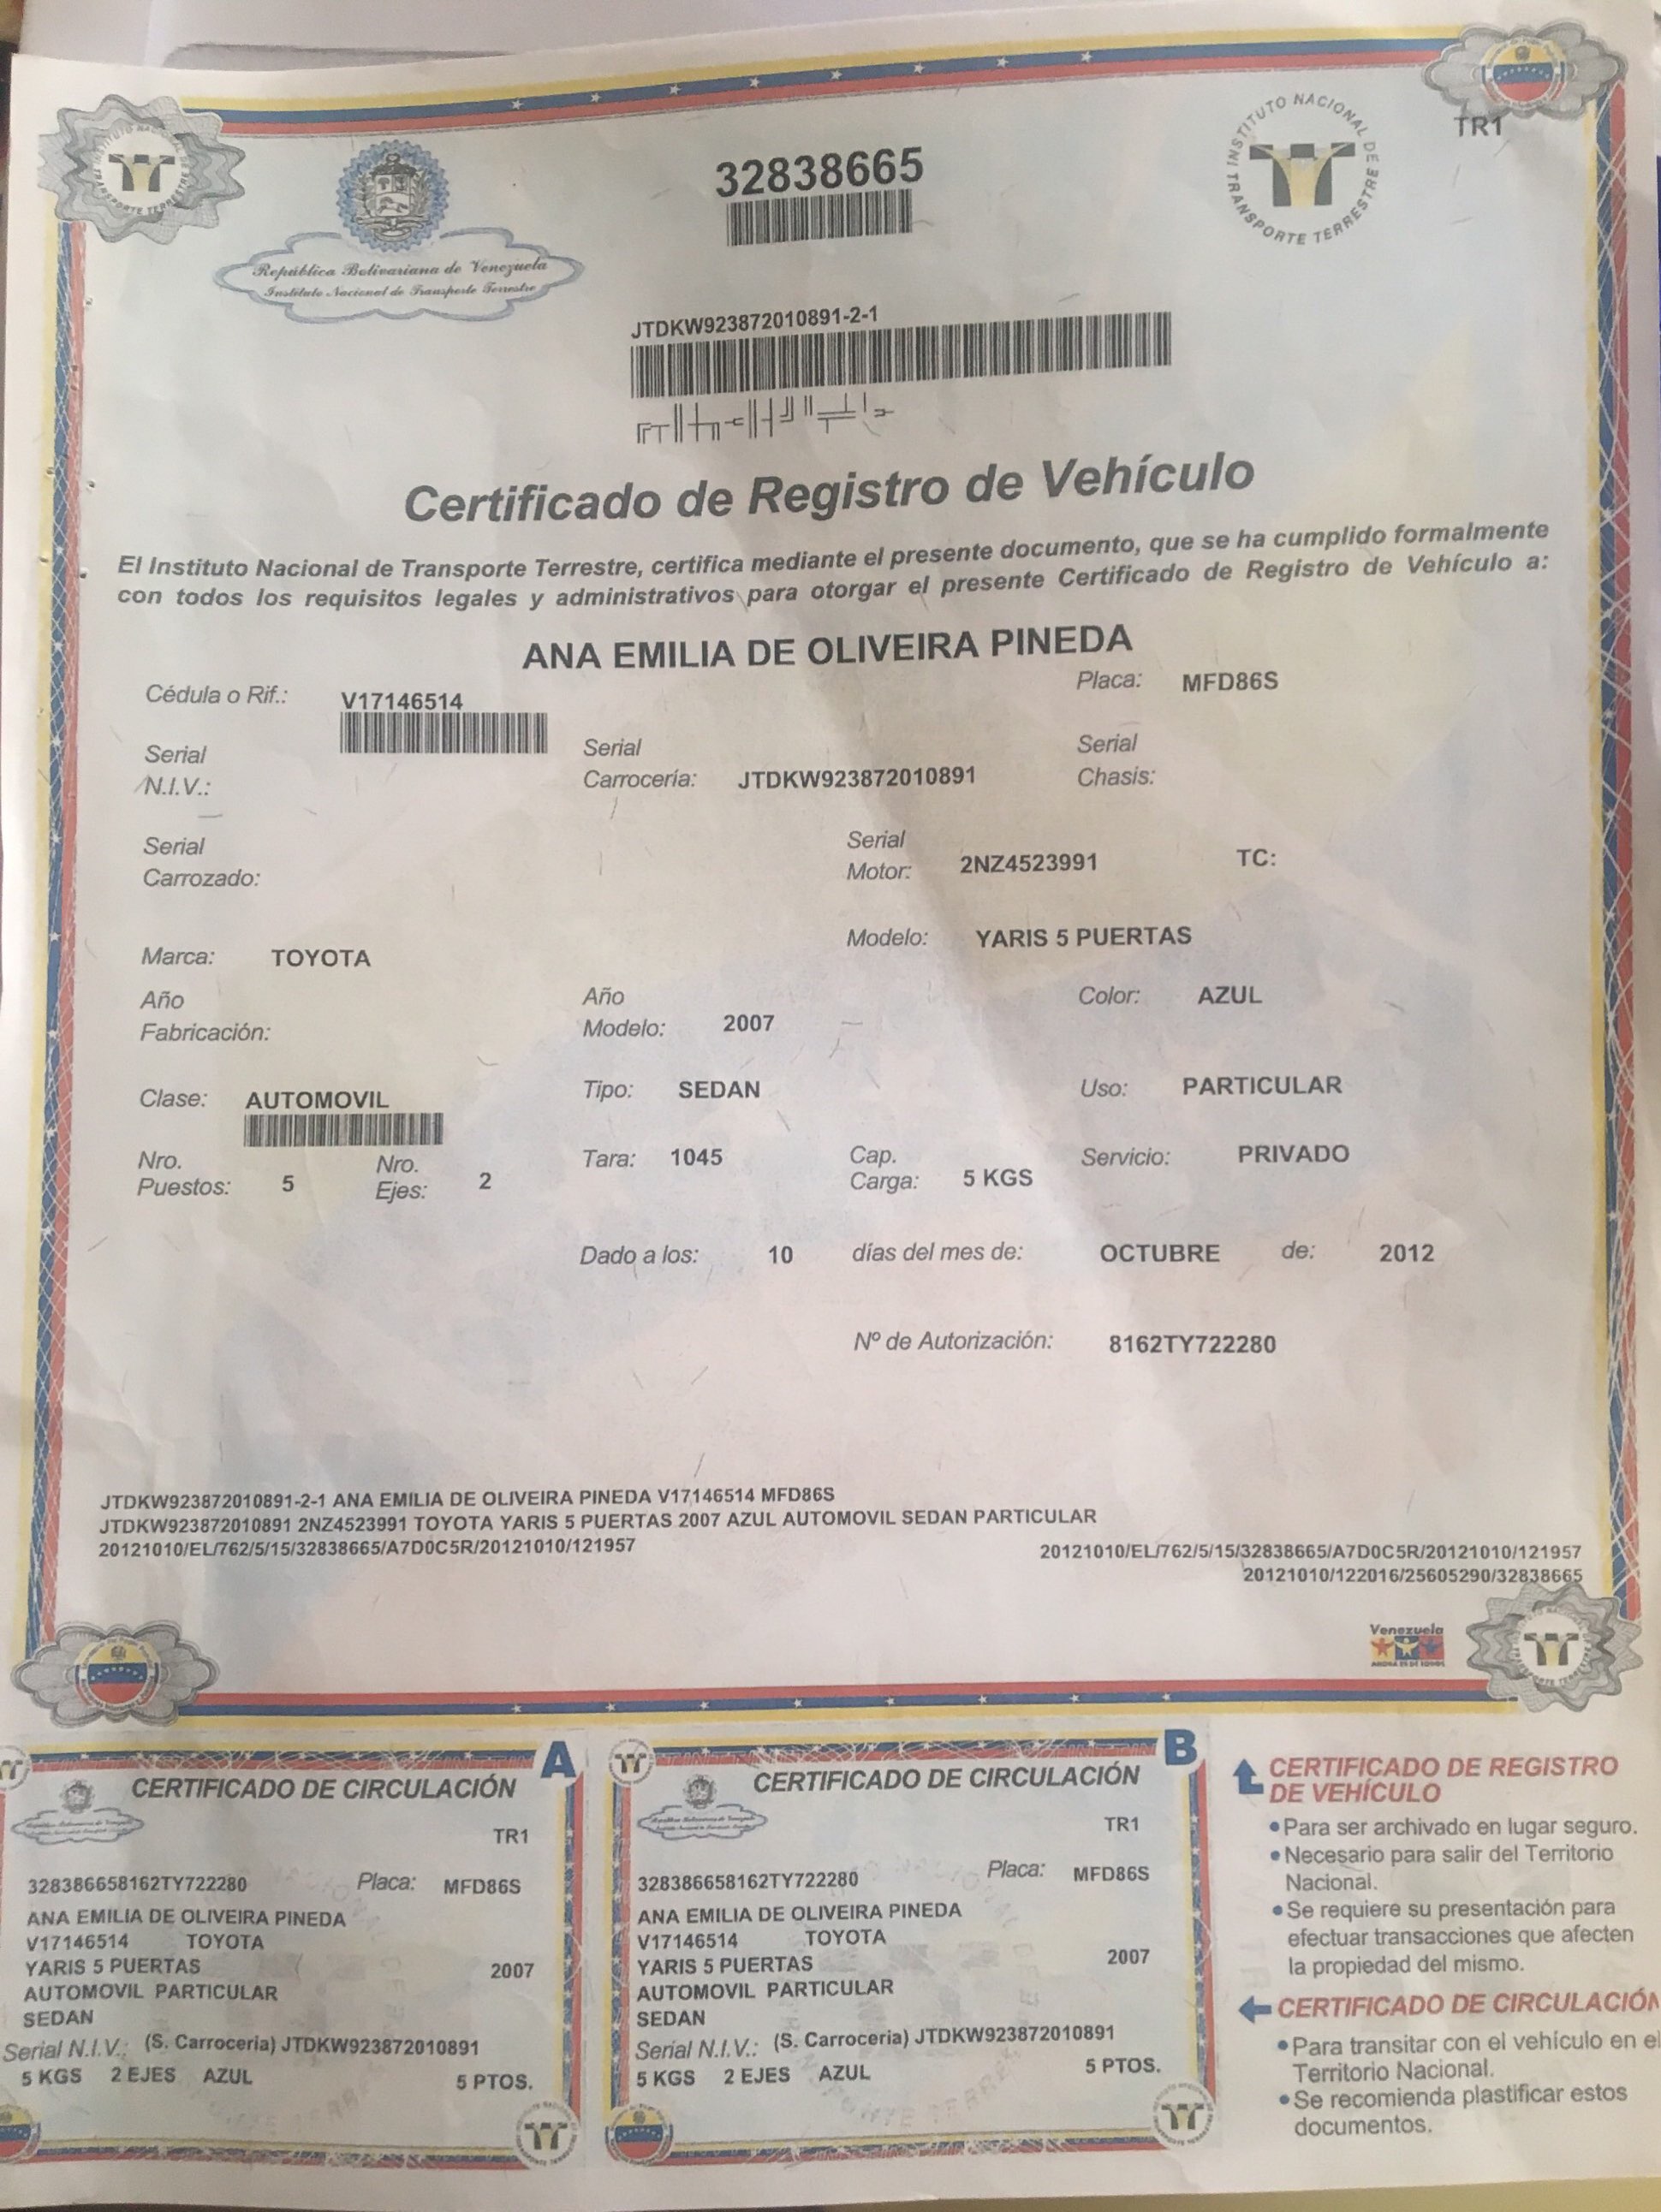 TR1
INSTITUTO NACIONAL DE TRANSPORTE TERRESTRE
32838665
República Bolivariana de Venezuela
Instituto Nacional de Transporte Terrestre
JTDKW923872010891-2-1
Certificado de Registro de Vehículo
El Instituto Nacional de Transporte Terrestre, certifica mediante el presente documento, que se ha cumplido formalmente
con todos los requisitos legales y administrativos para otorgar el presente Certificado de Registro de Vehículo a:
ANA EMILIA DE OLIVEIRA PINEDA
Cédula o Rif.: V17146514 Placa: MFD86S
Serial N.I.V.: Serial Carrocería: JTDKW923872010891 Serial Chasis:
Serial Carrozado: Serial Motor: 2NZ4523991 TC:
Marca: TOYOTA Modelo: YARIS 5 PUERTAS
Año Fabricación: Año Modelo: 2007 Color: AZUL
Clase: AUTOMOVIL Tipo: SEDAN Uso: PARTICULAR
Nro. Puestos: 5 Nro. Ejes: 2 Tara: 1045 Cap. Carga: 5 KGS Servicio: PRIVADO
Dado a los: 10 días del mes de: OCTUBRE de: 2012
Nº de Autorización: 8162TY722280
JTDKW923872010891-2-1 ANA EMILIA DE OLIVEIRA PINEDA V17146514 MFD86S
JTDKW923872010891 2NZ4523991 TOYOTA YARIS 5 PUERTAS 2007 AZUL AUTOMOVIL SEDAN PARTICULAR
20121010/EL/762/5/15/32838665/A7D0C5R/20121010/121957
20121010/EL/762/5/15/32838665/A7D0C5R/20121010/121957
20121010/122016/25605290/32838665
Venezuela
AHORA ES DE TODOS
A
CERTIFICADO DE CIRCULACIÓN
TR1
328386658162TY722280 Placa: MFD86S
ANA EMILIA DE OLIVEIRA PINEDA
V17146514 TOYOTA
YARIS 5 PUERTAS 2007
AUTOMOVIL PARTICULAR
SEDAN
Serial N.I.V.: (S. Carroceria) JTDKW923872010891
5 KGS 2 EJES AZUL 5 PTOS.
B
CERTIFICADO DE CIRCULACIÓN
TR1
328386658162TY722280 Placa: MFD86S
ANA EMILIA DE OLIVEIRA PINEDA
V17146514 TOYOTA
YARIS 5 PUERTAS 2007
AUTOMOVIL PARTICULAR
SEDAN
Serial N.I.V.: (S. Carroceria) JTDKW923872010891
5 KGS 2 EJES AZUL 5 PTOS.
CERTIFICADO DE REGISTRO
DE VEHÍCULO
• Para ser archivado en lugar seguro.
• Necesario para salir del Territorio
Nacional.
• Se requiere su presentación para
efectuar transacciones que afecten
la propiedad del mismo.
CERTIFICADO DE CIRCULACIÓN
• Para transitar con el vehículo en el
Territorio Nacional.
• Se recomienda plastificar estos
documentos.